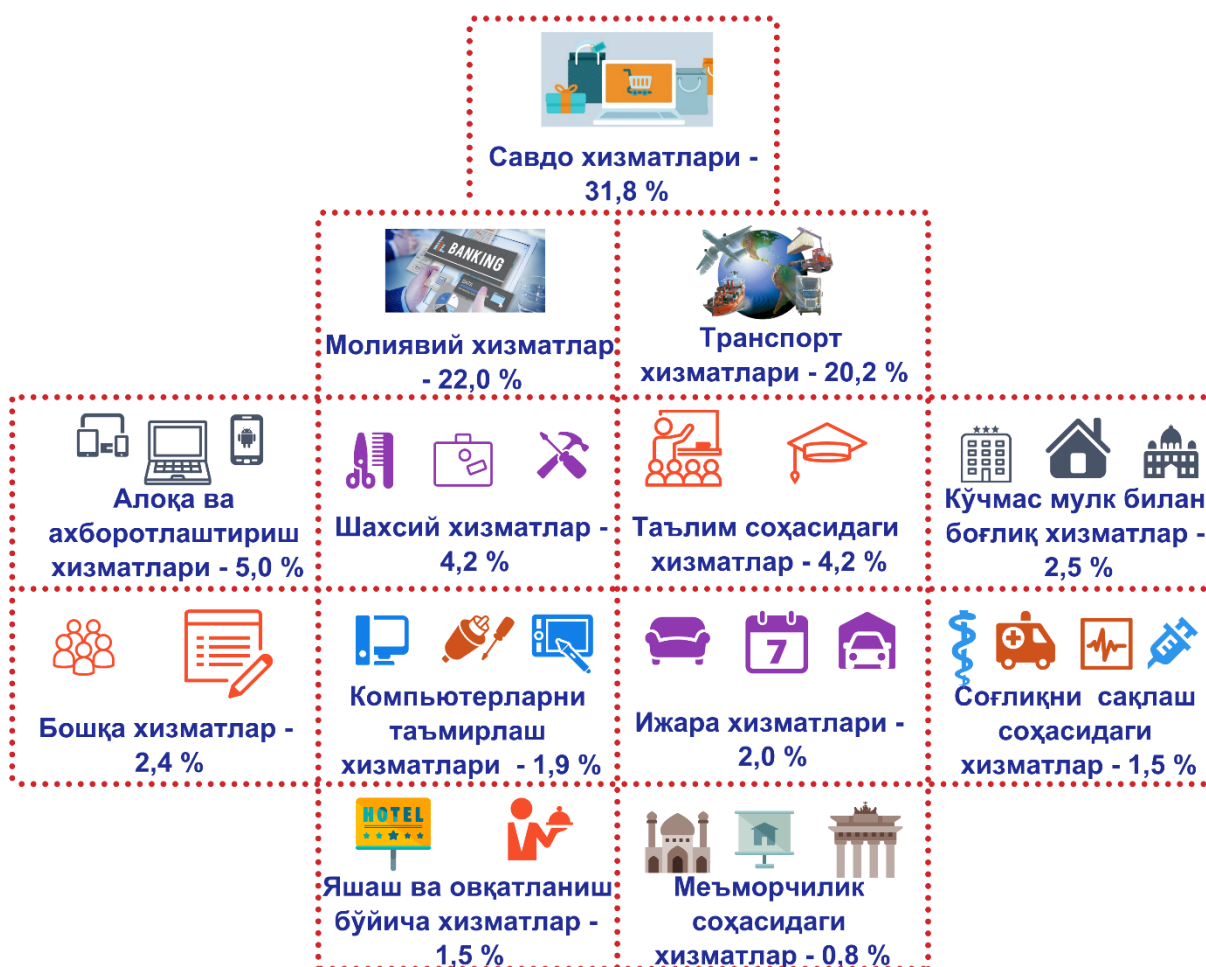 Савдо хизматлари -
31,8 %
BANKING
Молиявий хизматлар
- 22,0 %
Транспорт
хизматлари - 20,2 %
Алоқа ва
ахборотлаштириш
хизматлари - 5,0 %
Шахсий хизматлар -
4,2 %
Таълим соҳасидаги
хизматлар - 4,2 %
Кўчмас мулк билан
боғлиқ хизматлар -
2,5 %
Бошқа хизматлар -
2,4 %
Компьютерларни
таъмирлаш
хизматлари - 1,9 %
7
Ижара хизматлари -
2,0 %
Соғлиқни сақлаш
соҳасидаги
хизматлар - 1,5 %
HOTEL
Яшаш ва овқатланиш
бўйича хизматлар -
1,5 %
Меъморчилик
соҳасидаги
хизматлар - 0,8 %